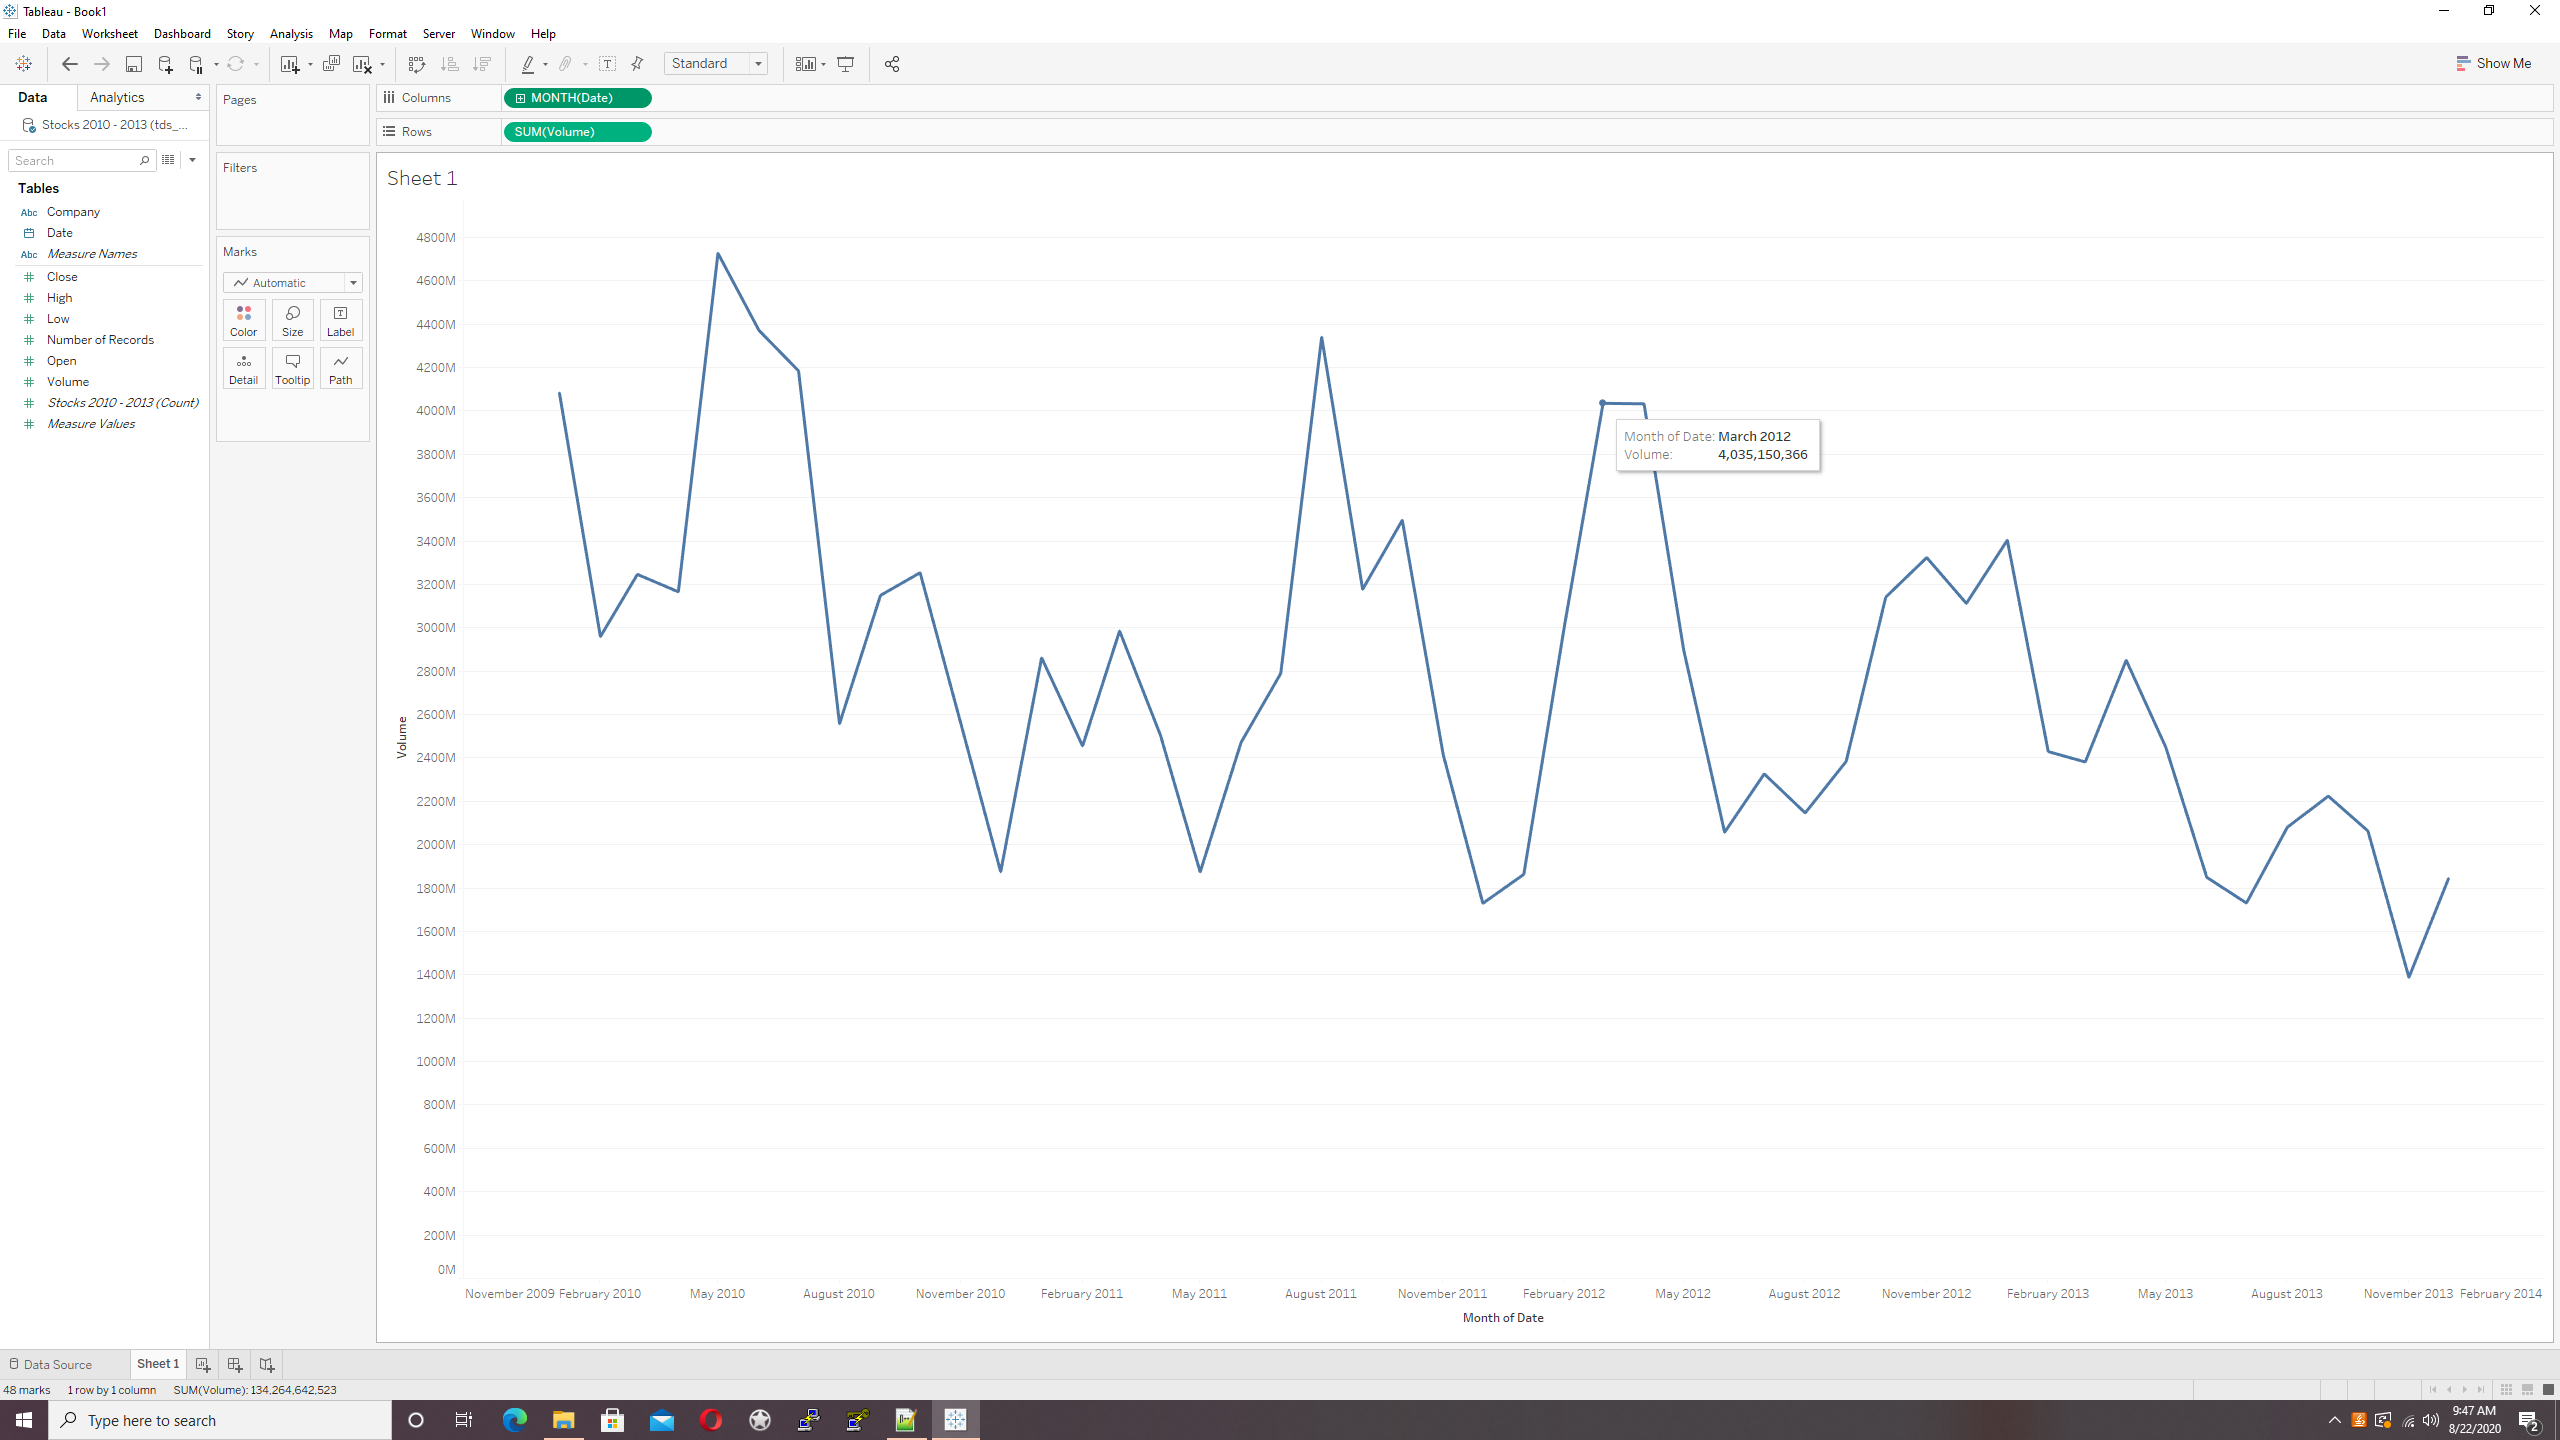 Tableau - Book1
File Data Worksheet Dashboard Story Analysis Map Format Server Window Help
Standard
Show Me
Data Analytics
Stocks 2010 - 2013 (tds_...
Search
Tables
Abc Company
Date
Abc Measure Names
Close
High
Low
Number of Records
Open
Volume
Stocks 2010 - 2013 (Count)
Measure Values
Pages
Filters
Marks
Automatic
Color Size Label
Detail Tooltip Path
Columns MONTH(Date)
Rows SUM(Volume)
Sheet 1
4800M
4600M
4400M
4200M
4000M
3800M
3600M
3400M
3200M
3000M
2800M
2600M
2400M
2200M
2000M
1800M
1600M
1400M
1200M
1000M
800M
600M
400M
200M
0M
Volume
Month of Date: March 2012
Volume: 4,035,150,366
November 2009 February 2010 May 2010 August 2010 November 2010 February 2011 May 2011 August 2011 November 2011 February 2012 May 2012 August 2012 November 2012 February 2013 May 2013 August 2013 November 2013 February 2014
Month of Date
Data Source Sheet 1
48 marks 1 row by 1 column SUM(Volume): 134,264,642,523
Type here to search
9:47 AM
8/22/2020
2